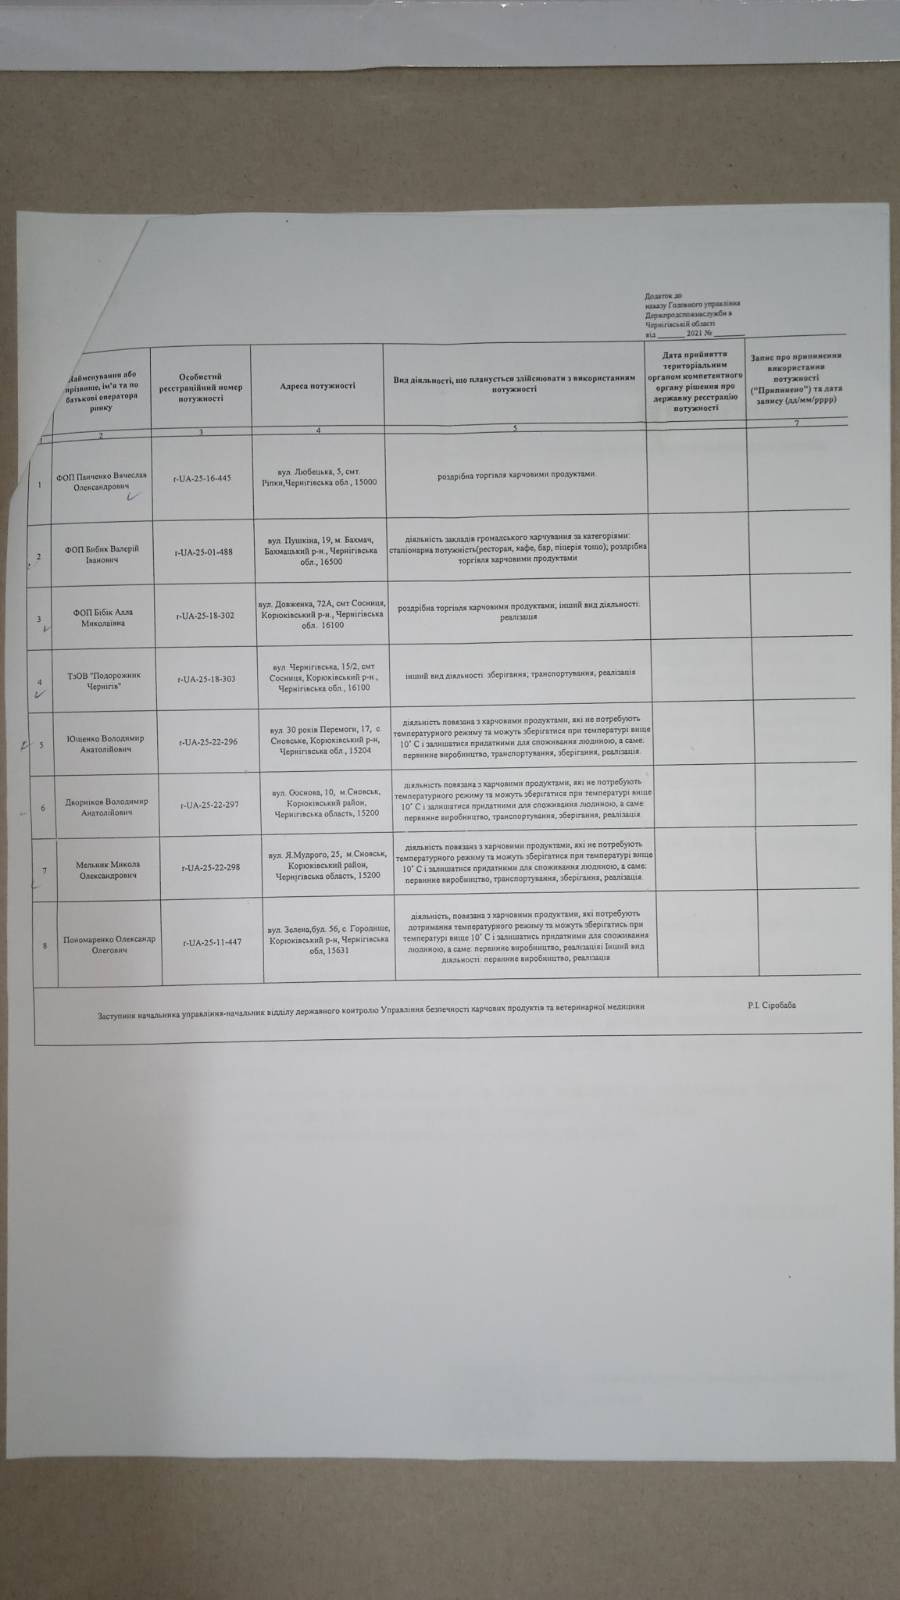 Додаток до
наказу Головного управління
Держпродспоживслужби в
Чернігівській області
від ______ 2021 № ______
Найменування або
прізвище, ім'я та по
батькові оператора
ринку
Особистий
реєстраційний номер
потужності
Адреса потужності
Вид діяльності, що планується здійснювати з використанням
потужності
Дата прийняття
територіальним
органом компетентного
органу рішення про
державну реєстрацію
потужності
Запис про припинення
використання
потужності
("Припинено") та дата
запису (дд/мм/рррр)
1
2
3
4
5
7
1
ФОП Панченко Вячеслав
Олександрович
r-UA-25-16-445
вул. Любецька, 5, смт.
Ріпки,Чернігівська обл., 15000
роздрібна торгівля харчовими продуктами
2
ФОП Бибик Валерій
Іванович
r-UA-25-01-488
вул. Пушкіна, 19, м. Бахмач,
Бахмацький р-н., Чернігівська
обл., 16500
діяльність закладів громадського харчування за категоріями:
стаціонарна потужність(ресторан, кафе, бар, піцерія тощо); роздрібна
торгівля харчовими продуктами
3
ФОП Бібік Алла
Миколаївна
r-UA-25-18-302
вул. Довженка, 72А, смт Сосниця,
Корюківський р-н., Чернігівська
обл. 16100
роздрібна торгівля харчовими продуктами; інший вид діяльності:
реалізація
4
ТзОВ "Подорожник
Чернігів"
r-UA-25-18-303
вул. Чернігівська, 15/2, смт
Сосниця, Корюківський р-н.,
Чернігівська обл., 16100
інший вид діяльності: зберігання; транспортування, реалізація
5
Ющенко Володимир
Анатолійович
r-UA-25-22-296
вул. 30 років Перемоги, 17, с.
Сновське, Корюківський р-н,
Чернігівська обл., 15204
діяльність повязана з харчовими продуктами, які не потребують
температурного режиму та можуть зберігатися при температурі вище
10˚ С і залишатися придатними для споживання людиною, а саме:
первинне виробництво, транспортування, зберігання, реалізація.
6
Дворніков Володимир
Анатолійович
r-UA-25-22-297
вул. Соснова, 10, м.Сновськ,
Корюківський район,
Чернігівська область, 15200
діяльність повязана з харчовими продуктами, які не потребують
температурного режиму та можуть зберігатися при температурі вище
10˚ С і залишатися придатними для споживання людиною, а саме:
первинне виробництво, транспортування, зберігання, реалізація
7
Мельник Микола
Олександрович
r-UA-25-22-298
вул. Я.Мудрого, 25, м.Сновськ,
Корюківський район,
Чернігівська область, 15200
діяльність повязана з харчовими продуктами, які не потребують
температурного режиму та можуть зберігатися при температурі вище
10˚ С і залишатися придатними для споживання людиною, а саме:
первинне виробництво, транспортування, зберігання, реалізація.
8
Пономаренко Олександр
Олегович
r-UA-25-11-447
вул. Зелена,буд. 56, с. Городище,
Корюківський р-н, Чернігівська
обл, 15631
діяльність, повязана з харчовими продуктами, які потребують
дотримання температурного режиму та можуть зберігатись при
температурі вище 10˚ С і залишатись придатними для споживання
людиною, а саме: первинне виробництво, реалізація; Інший вид
діяльності: первинне виробництво, реалізація
Заступник начальника управління-начальник відділу державного контролю Управління безпечності харчових продуктів та ветеринарної медицини
Р.І. Сіробаба